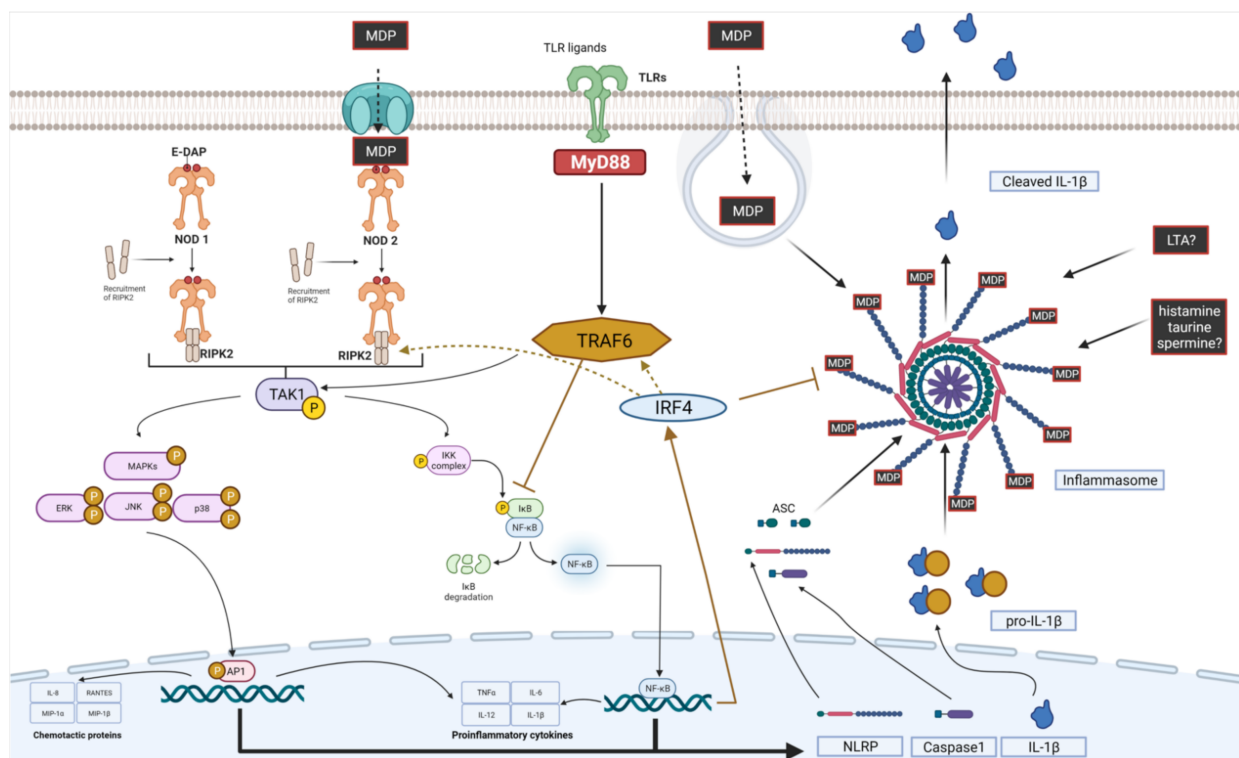 MDP
TLR ligands
TLRs
MDP
MDP
E-DAP
MyD88
MDP
Cleaved IL-1β
NOD 1
NOD 2
Recruitment
of RIPK2
Recruitment
of RIPK2
RIPK2
RIPK2
TRAF6
LTA?
histamine
taurine
spermine?
MDP
MDP
MDP
MDP
MDP
MDP
MDP
MDP
MDP
MDP
MDP
MDP
TAK1
P
IRF4
MAPKs
P
ERK
P
P
JNK
P
P
p38
P
P
P
IKK
complex
P
IκB
NF-κB
NF-κB
IκB
degradation
ASC
Inflammasome
pro-IL-1β
P
AP1
NF-κB
IL-8
RANTES
MIP-1α
MIP-1β
Chemotactic proteins
TNFα
IL-6
IL-12
IL-1β
Proinflammatory cytokines
NLRP
Caspase1
IL-1β